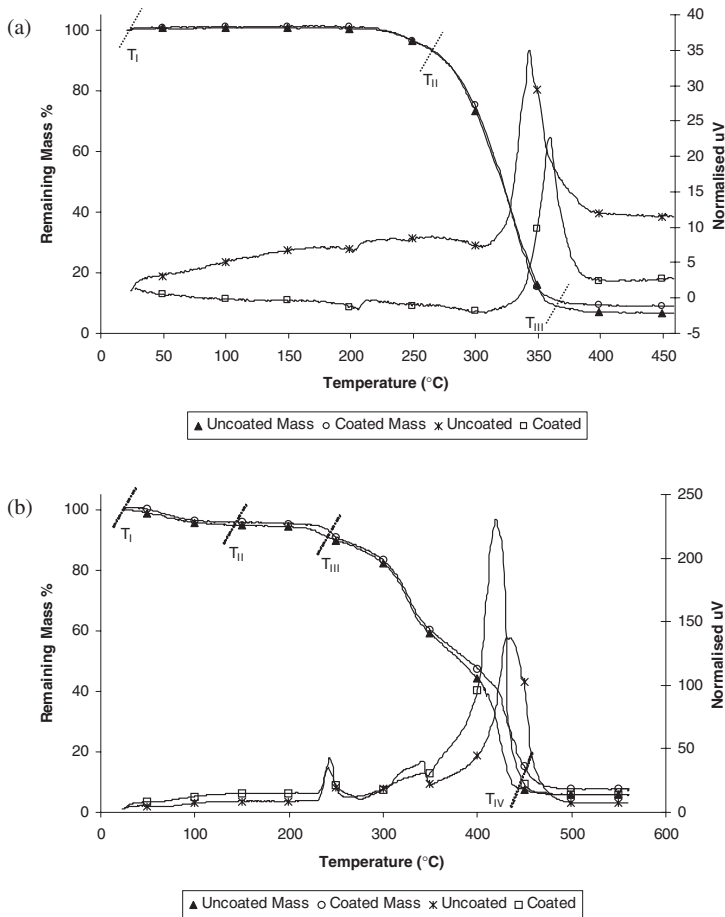 (a)
100
80
60
40
20
0
Remaining Mass %
40
35
30
25
20
15
10
5
0
-5
Normalised uV
T_I
T_II
T_III
0 50 100 150 200 250 300 350 400 450
Temperature (°C)
Uncoated Mass Coated Mass Uncoated Coated
(b)
100
80
60
40
20
0
Remaining Mass %
250
200
150
100
50
0
Normalised uV
T_I
T_II
T_III
T_IV
0 100 200 300 400 500 600
Temperature (°C)
Uncoated Mass Coated Mass Uncoated Coated